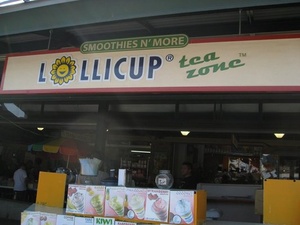 SMOOTHIES N' MORE
LOLLICUP® tea zone™
KIWI